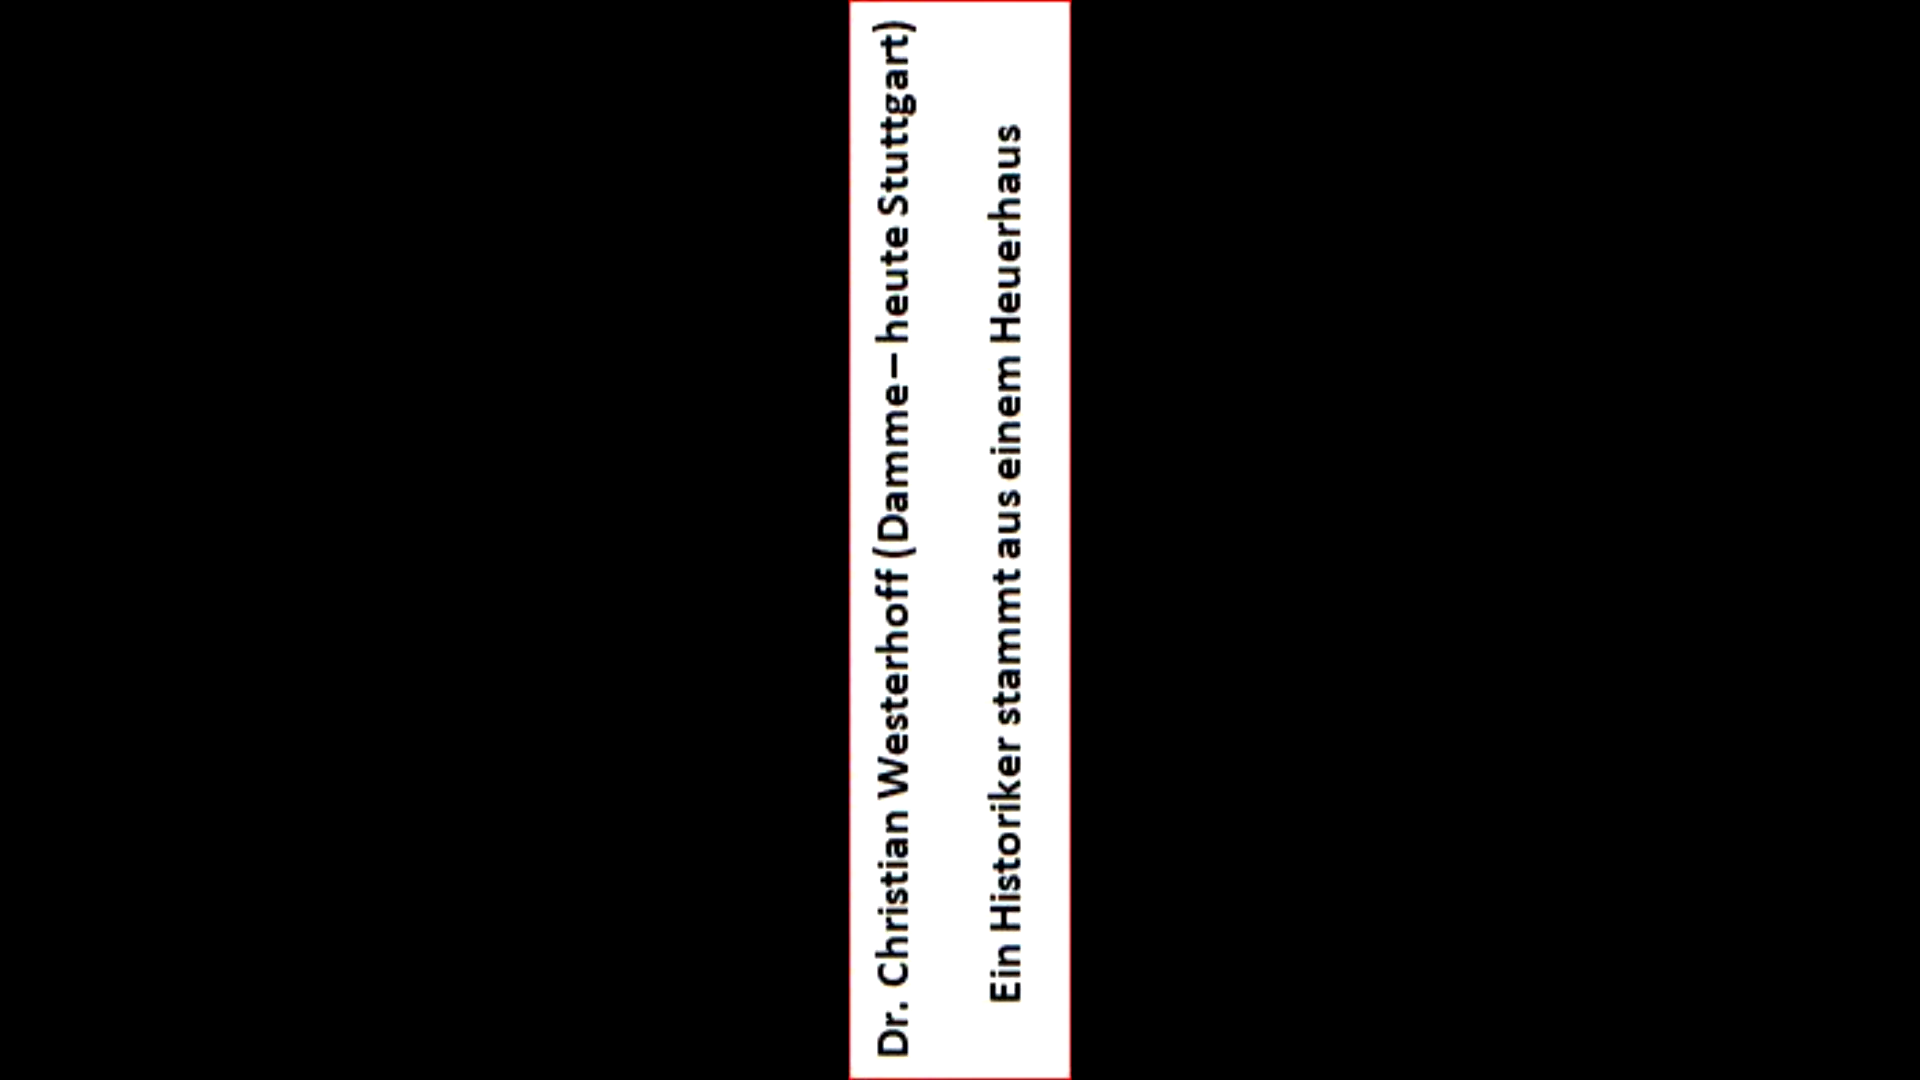 Dr. Christian Westerhoff (Damme– heute Stuttgart)
Ein Historiker stammt aus einem Heuerhaus